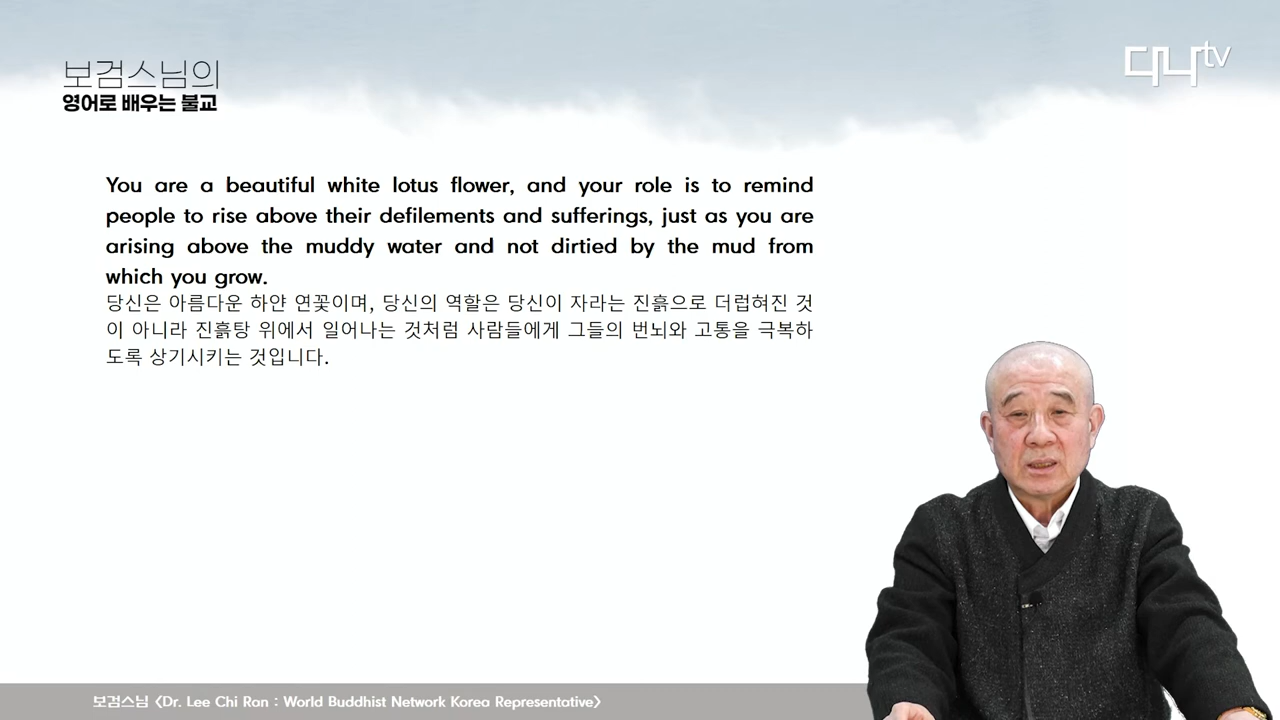 보검스님의
영어로 배우는 불교
다나tv
You are a beautiful white lotus flower, and your role is to remind
people to rise above their defilements and sufferings, just as you are
arising above the muddy water and not dirtied by the mud from
which you grow.
당신은 아름다운 하얀 연꽃이며, 당신의 역할은 당신이 자라는 진흙으로 더럽혀진 것
이 아니라 진흙탕 위에서 일어나는 것처럼 사람들에게 그들의 번뇌와 고통을 극복하
도록 상기시키는 것입니다.
보검스님 <Dr. Lee Chi Ran : World Buddhist Network Korea Representative>